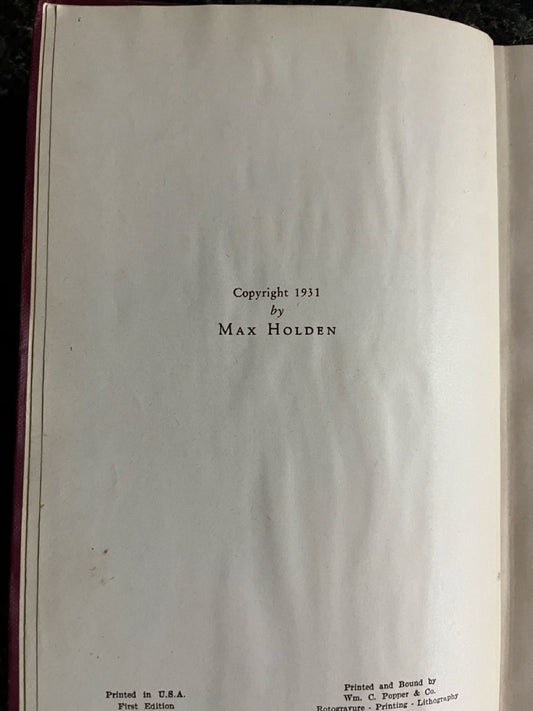 Copyright 1931
by
MAX HOLDEN
Printed in U.S.A.
First Edition
Printed and Bound by
Wm. C. Popper & Co.
Rotogravure - Printing - Lithography